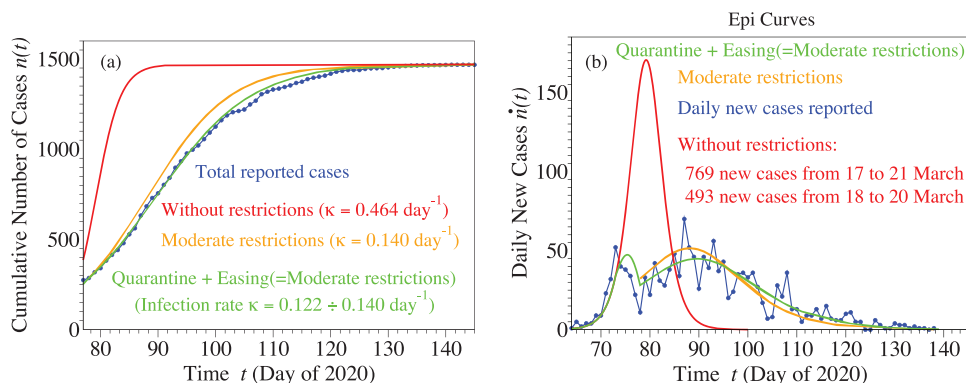 Cumulative Number of Cases n(t)
1500
1000
500
0
(a)
Total reported cases
Without restrictions (κ = 0.464 day⁻¹)
Moderate restrictions (κ = 0.140 day⁻¹)
Quarantine + Easing(=Moderate restrictions)
(Infection rate κ = 0.122 ÷ 0.140 day⁻¹)
80 90 100 110 120 130 140
Time t (Day of 2020)
Epi Curves
Daily New Cases ṅ(t)
150
100
50
0
Quarantine + Easing(=Moderate restrictions)
(b)
Moderate restrictions
Daily new cases reported
Without restrictions:
769 new cases from 17 to 21 March
493 new cases from 18 to 20 March
70 80 90 100 110 120 130 140
Time t (Day of 2020)